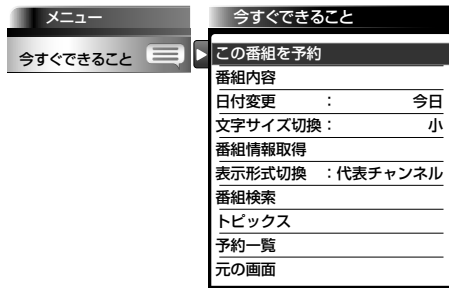 メニュー
今すぐできること
今すぐできること
この番組を予約
番組内容
日付変更 : 今日
文字サイズ切換 : 小
番組情報取得
表示形式切換 : 代表チャンネル
番組検索
トピックス
予約一覧
元の画面